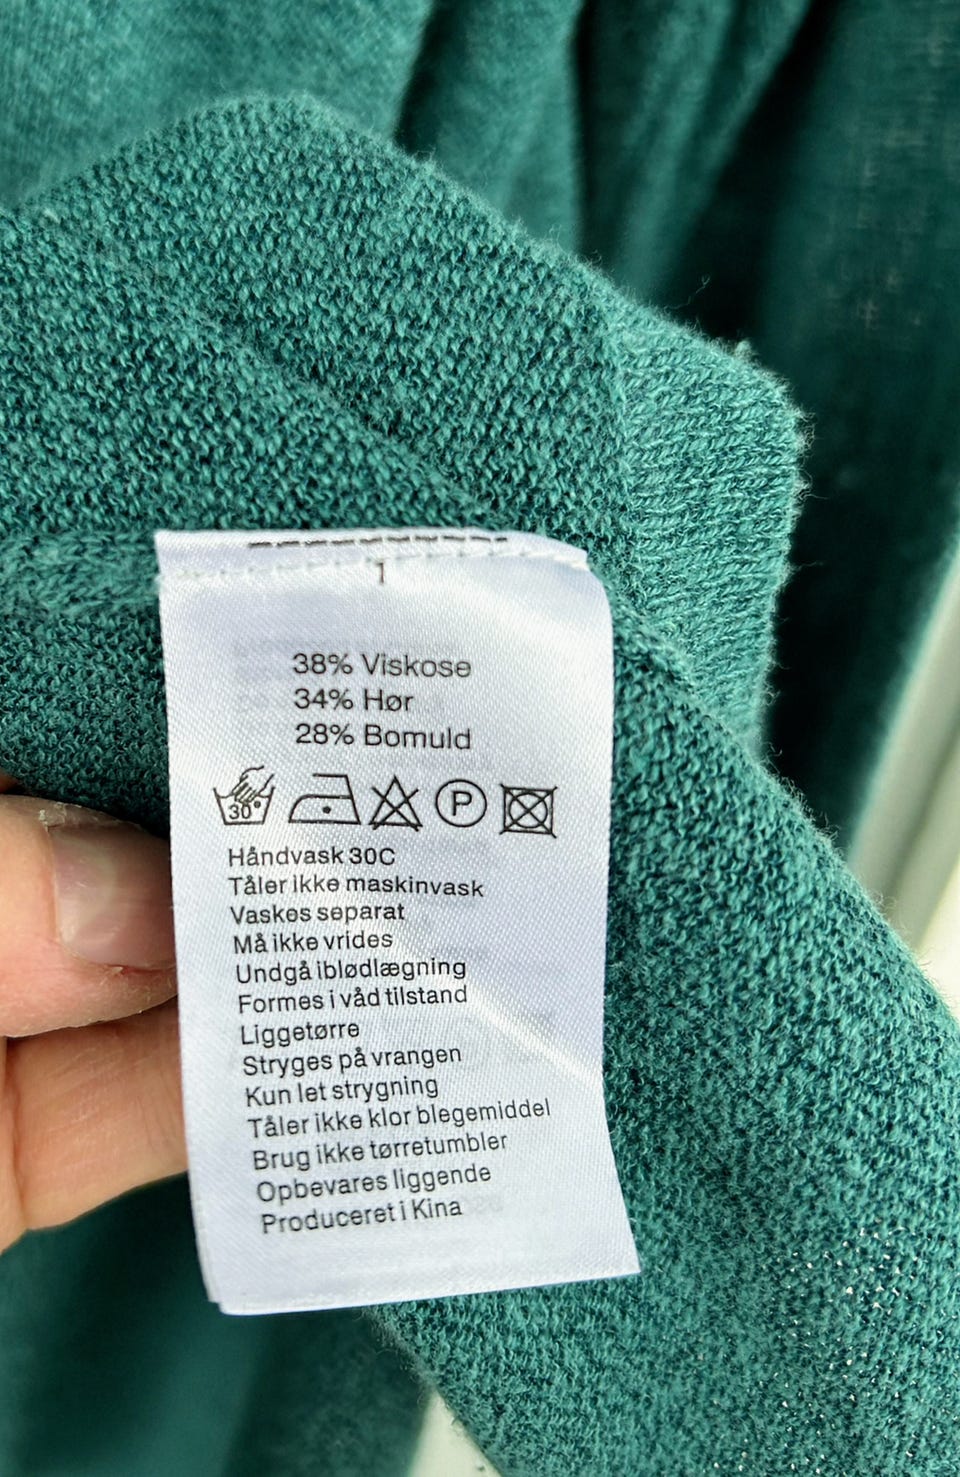 1
38% Viskose
34% Hør
28% Bomuld
30° P
Håndvask 30C
Tåler ikke maskinvask
Vaskes separat
Må ikke vrides
Undgå iblødlægning
Formes i våd tilstand
Liggetørre
Stryges på vrangen
Kun let strygning
Tåler ikke klor blegemiddel
Brug ikke tørretumbler
Opbevares liggende
Produceret i Kina